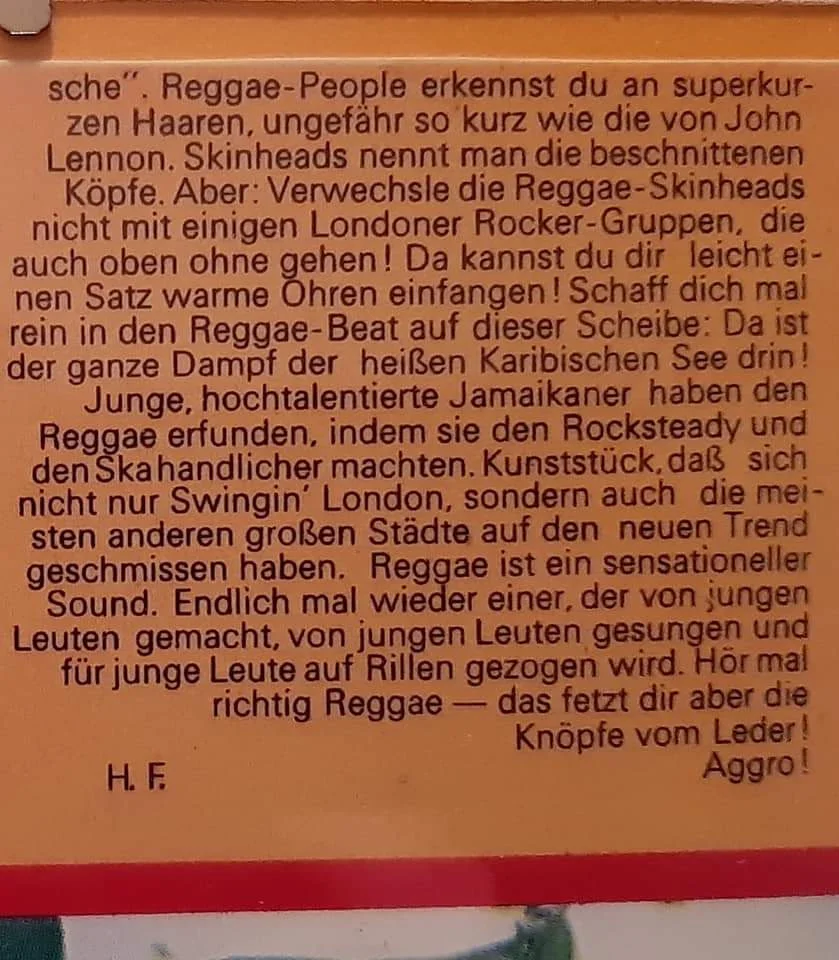 sche“. Reggae-People erkennst du an superkur-
zen Haaren, ungefähr so kurz wie die von John
Lennon. Skinheads nennt man die beschnittenen
Köpfe. Aber: Verwechsle die Reggae-Skinheads
nicht mit einigen Londoner Rocker-Gruppen, die
auch oben ohne gehen! Da kannst du dir leicht ei-
nen Satz warme Ohren einfangen! Schaff dich mal
rein in den Reggae-Beat auf dieser Scheibe: Da ist
der ganze Dampf der heißen Karibischen See drin!
Junge, hochtalentierte Jamaikaner haben den
Reggae erfunden, indem sie den Rocksteady und
den Ska handlicher machten. Kunststück, daß sich
nicht nur Swingin’ London, sondern auch die mei-
sten anderen großen Städte auf den neuen Trend
geschmissen haben. Reggae ist ein sensationeller
Sound. Endlich mal wieder einer, der von jungen
Leuten gemacht, von jungen Leuten gesungen und
für junge Leute auf Rillen gezogen wird. Hör mal
richtig Reggae — das fetzt dir aber die
Knöpfe vom Leder!
Aggro!
H. F.